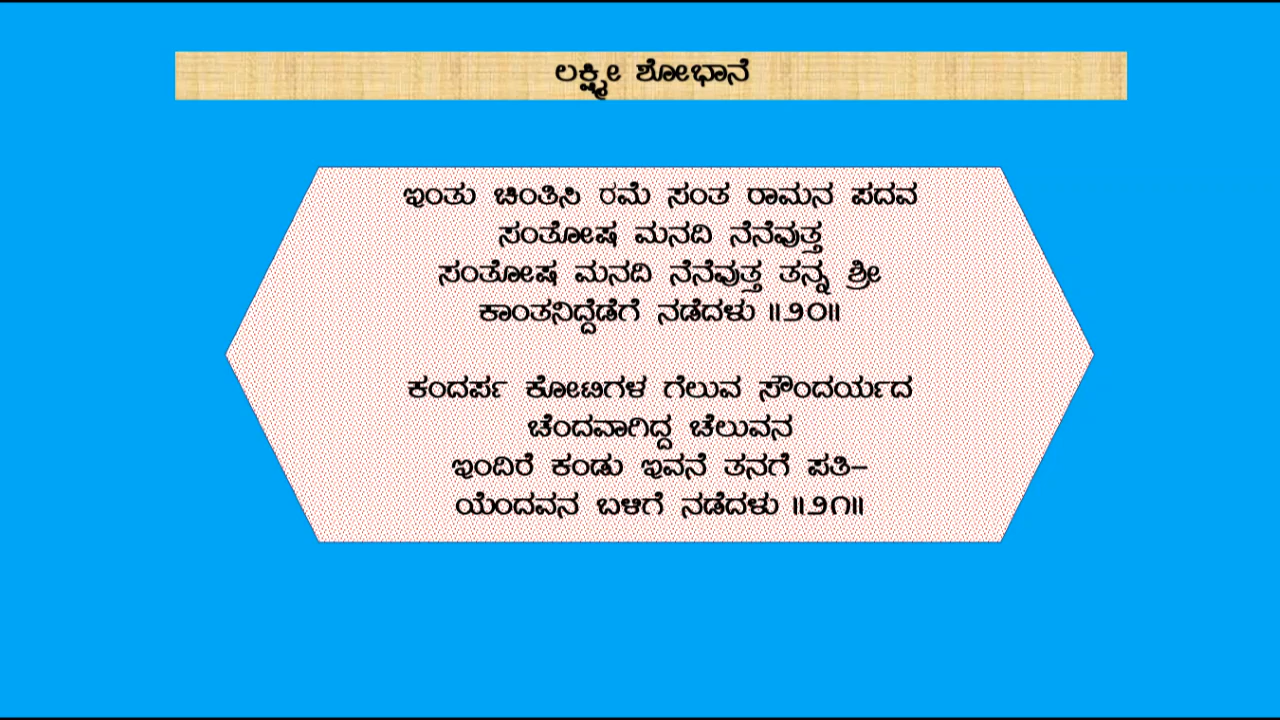 ಲಕ್ಷ್ಮೀ ಶೋಭಾನೆ
ಇಂತು ಚಿಂತಿಸಿ ರಮೆ ಸಂತ ರಾಮನ ಪದವ
ಸಂತೋಷ ಮನದಿ ನೆನೆವುತ್ತ
ಸಂತೋಷ ಮನದಿ ನೆನೆವುತ್ತ ತನ್ನ ಶ್ರೀ
ಕಾಂತನಿದ್ದೆಡೆಗೆ ನಡೆದಳು ॥೨೦॥
ಕಂದರ್ಪ ಕೋಟಿಗಳ ಗೆಲುವ ಸೌಂದರ್ಯದ
ಚೆಂದವಾಗಿದ್ದ ಚೆಲುವನ
ಇಂದಿರೆ ಕಂಡು ಇವನೆ ತನಗೆ ಪತಿ–
ಯೆಂದವನ ಬಳಿಗೆ ನಡೆದಳು ॥೨೧॥